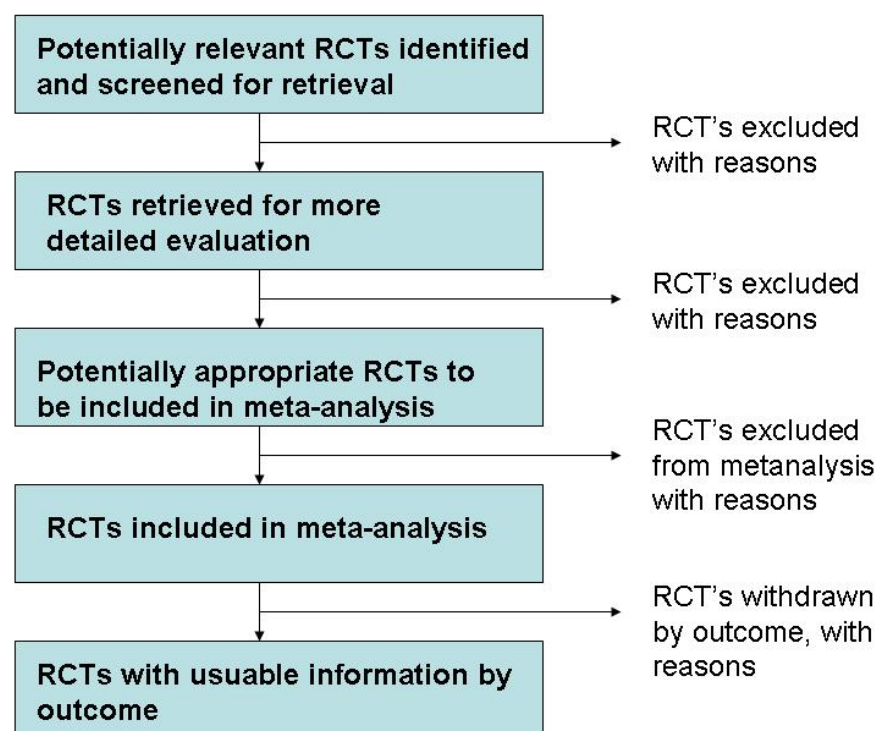 Potentially relevant RCTs identified
and screened for retrieval
RCT's excluded
with reasons
RCTs retrieved for more
detailed evaluation
RCT's excluded
with reasons
Potentially appropriate RCTs to
be included in meta-analysis
RCT's excluded
from metanalysis
with reasons
RCTs included in meta-analysis
RCT's withdrawn
by outcome, with
reasons
RCTs with usuable information by
outcome